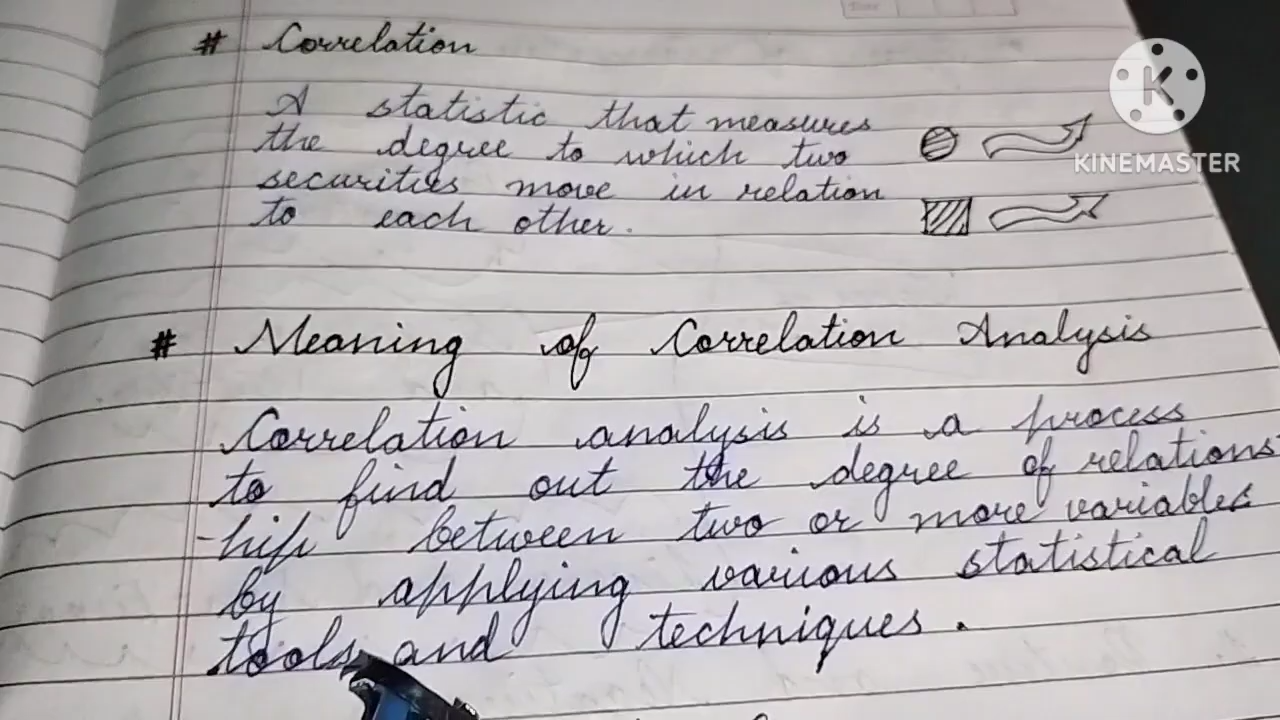 # Correlation
A statistic that measures
the degree to which two
securities move in relation
to each other.
KINEMASTER
# Meaning of Correlation Analysis
Correlation analysis is a process
to find out the degree of relations
-hip between two or more variables
by applying various statistical
tools and techniques.